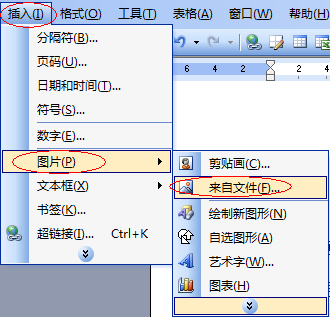 插入(I) 格式(O) 工具(T) 表格(A) 窗口(W) 帮助(H)
分隔符(B)...
页码(U)...
日期和时间(T)...
符号(S)...
数字(E)...
图片(P)
文本框(X)
书签(K)...
超链接(I)... Ctrl+K
6 4 2 2
剪贴画(C)...
来自文件(F)...
绘制新图形(N)
自选图形(A)
艺术字(W)...
图表(H)